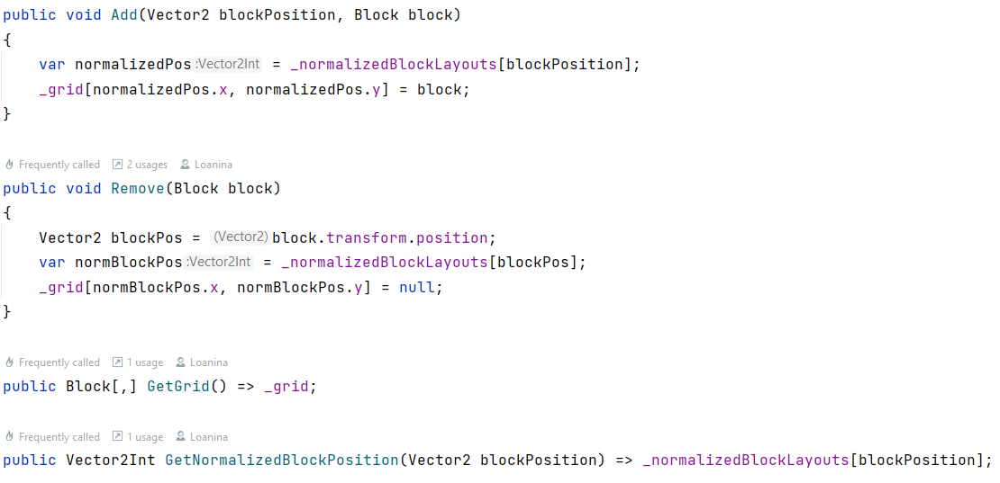 public void Add(Vector2 blockPosition, Block block)
{
    var normalizedPos :Vector2Int = _normalizedBlockLayouts[blockPosition];
    _grid[normalizedPos.x, normalizedPos.y] = block;
}
Frequently called 2 usages Loanina
public void Remove(Block block)
{
    Vector2 blockPos = (Vector2) block.transform.position;
    var normBlockPos :Vector2Int = _normalizedBlockLayouts[blockPos];
    _grid[normBlockPos.x, normBlockPos.y] = null;
}
Frequently called 1 usage Loanina
public Block[,] GetGrid() => _grid;
Frequently called 1 usage Loanina
public Vector2Int GetNormalizedBlockPosition(Vector2 blockPosition) => _normalizedBlockLayouts[blockPosition];